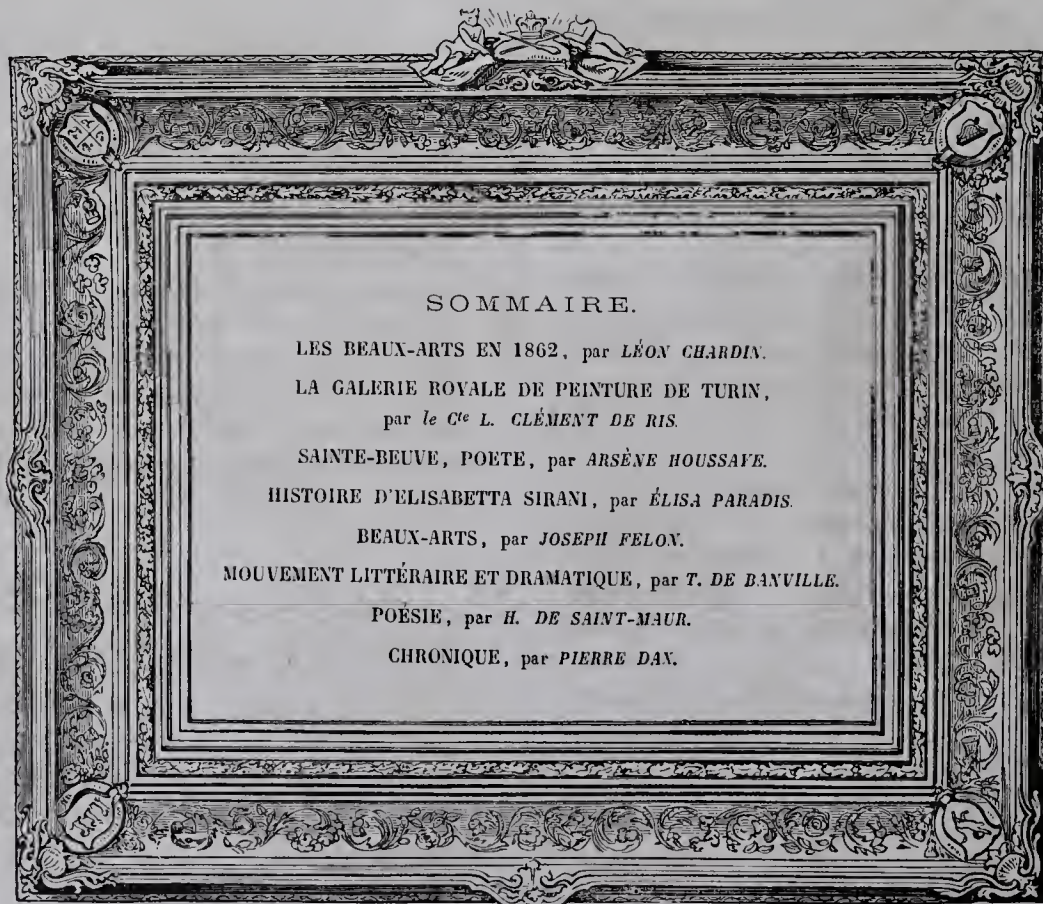 SOMMAIRE.
LES BEAUX-ARTS EN 1862, par LÉON CHARDIN.
LA GALERIE ROYALE DE PEINTURE DE TURIN,
par le Cte L. CLÉMENT DE RIS.
SAINTE-BEUVE, POETE, par ARSÈNE HOUSSAYE.
HISTOIRE D'ELISABETTA SIRANI, par ÉLISA PARADIS.
BEAUX-ARTS, par JOSEPH FELON.
MOUVEMENT LITTÉRAIRE ET DRAMATIQUE, par T. DE BANVILLE.
POÉSIE, par H. DE SAINT-MAUR.
CHRONIQUE, par PIERRE DAX.